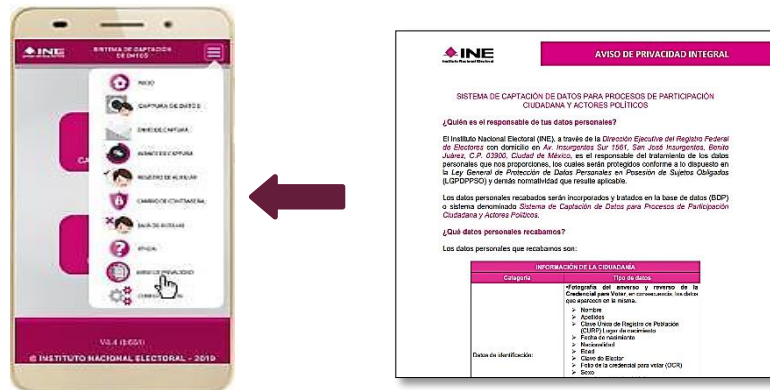 INE
SISTEMA DE CAPTACIÓN
DE DATOS
INICIO
CAPTURA DE DATOS
ENVÍO DE CAPTURA
AVANCE DE CAPTURA
REGISTRO DE AUXILIAR
CAMBIO DE CONTRASEÑA
BAJA DE AUXILIAR
AYUDA
AVISO DE PRIVACIDAD
CA
© INSTITUTO NACIONAL ELECTORAL - 2019
INE
Instituto Nacional Electoral
AVISO DE PRIVACIDAD INTEGRAL
SISTEMA DE CAPTACIÓN DE DATOS PARA PROCESOS DE PARTICIPACIÓN
CIUDADANA Y ACTORES POLÍTICOS
¿Quién es el responsable de tus datos personales?
El Instituto Nacional Electoral (INE), a través de la Dirección Ejecutiva del Registro Federal
de Electores con domicilio en Av. Insurgentes Sur 1561, San José Insurgentes, Benito
Juárez, C.P. 03900, Ciudad de México, es el responsable del tratamiento de los datos
personales que nos proporciones, los cuales serán protegidos conforme a lo dispuesto en
la Ley General de Protección de Datos Personales en Posesión de Sujetos Obligados
(LGPDPPSO) y demás normatividad que resulte aplicable.
Los datos personales recabados serán incorporados y tratados en la base de datos (BDP)
o sistema denominado Sistema de Captación de Datos para Procesos de Participación
Ciudadana y Actores Políticos.
¿Qué datos personales recabamos?
Los datos personales que recabamos son:
INFORMACIÓN DE LA CIUDADANÍA
Categoría Tipo de datos
•Fotografía del anverso y reverso de la
Credencial para Votar, en consecuencia, los datos
que aparecen en la misma.
➢ Nombre
➢ Apellidos
➢ Clave Única de Registro de Población
(CURP) Lugar de nacimiento
➢ Fecha de nacimiento
➢ Nacionalidad
➢ Edad
➢ Clave de Elector
➢ Folio de la credencial para votar (OCR)
➢ Sexo
Datos de identificación: